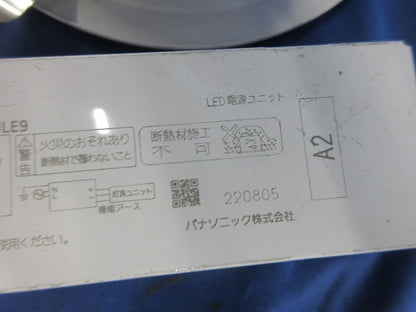 LE9
LED電源ユニット
警告
火災のおそれあり
断熱材で覆わないこと
断熱材施工
不可
A2
N
L
+
-
灯具ユニット
機能アース
220805
パナソニック株式会社
使用ください。